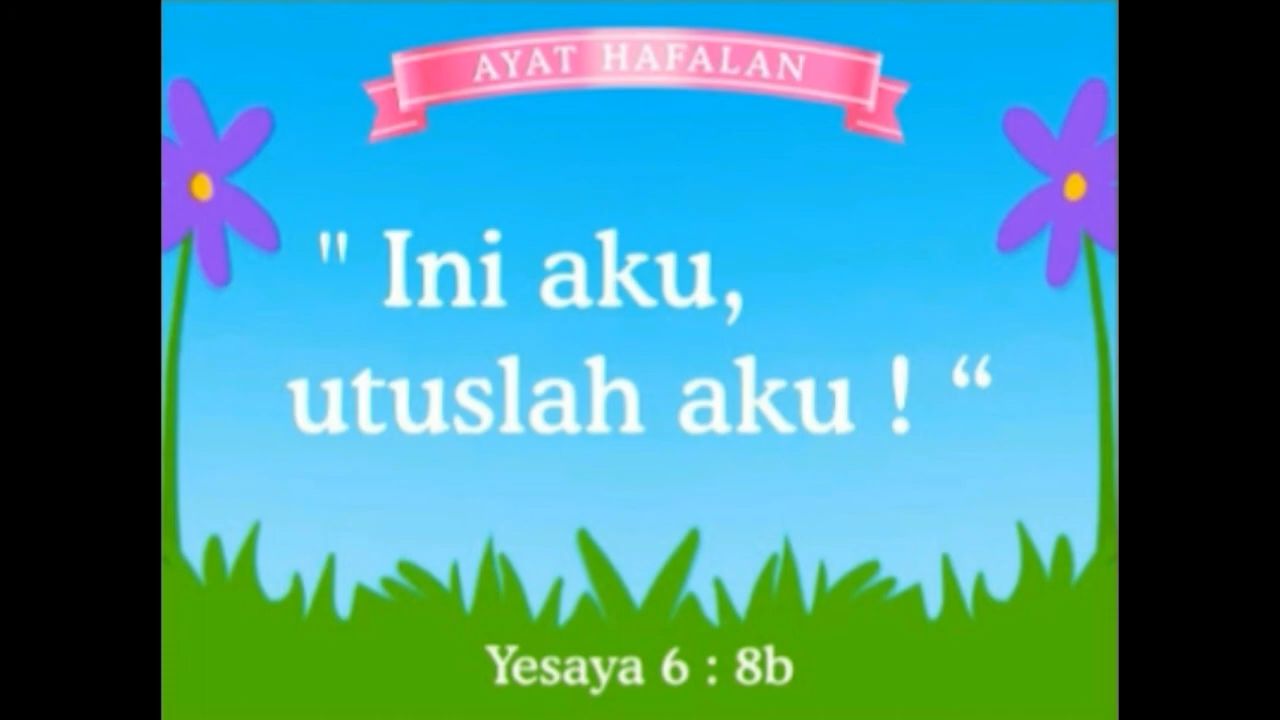 AYAT HAFALAN
" Ini aku,
utuslah aku ! “
Yesaya 6 : 8b